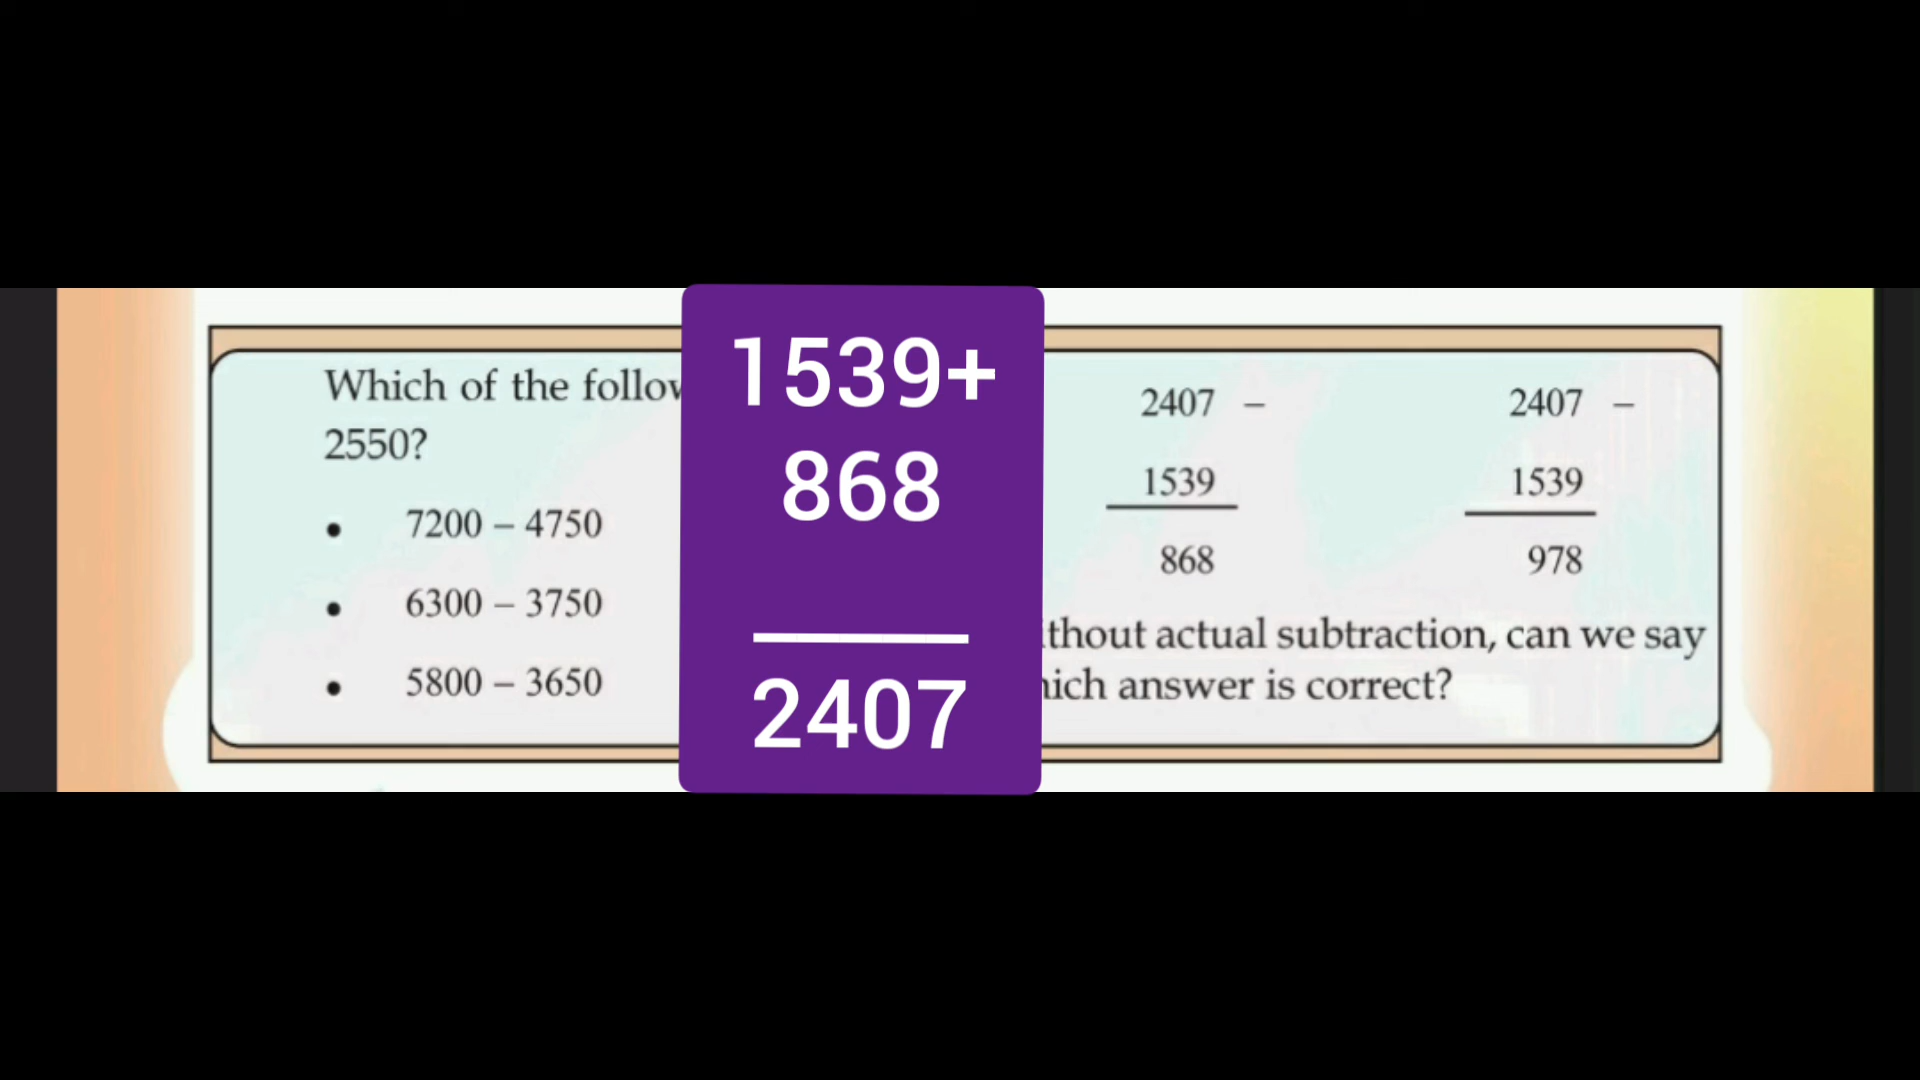 Which of the follow
2550?
• 7200 – 4750
• 6300 – 3750
• 5800 – 3650
1539+
868
2407
2407 –
1539
868
2407 –
1539
978
thout actual subtraction, can we say
ich answer is correct?